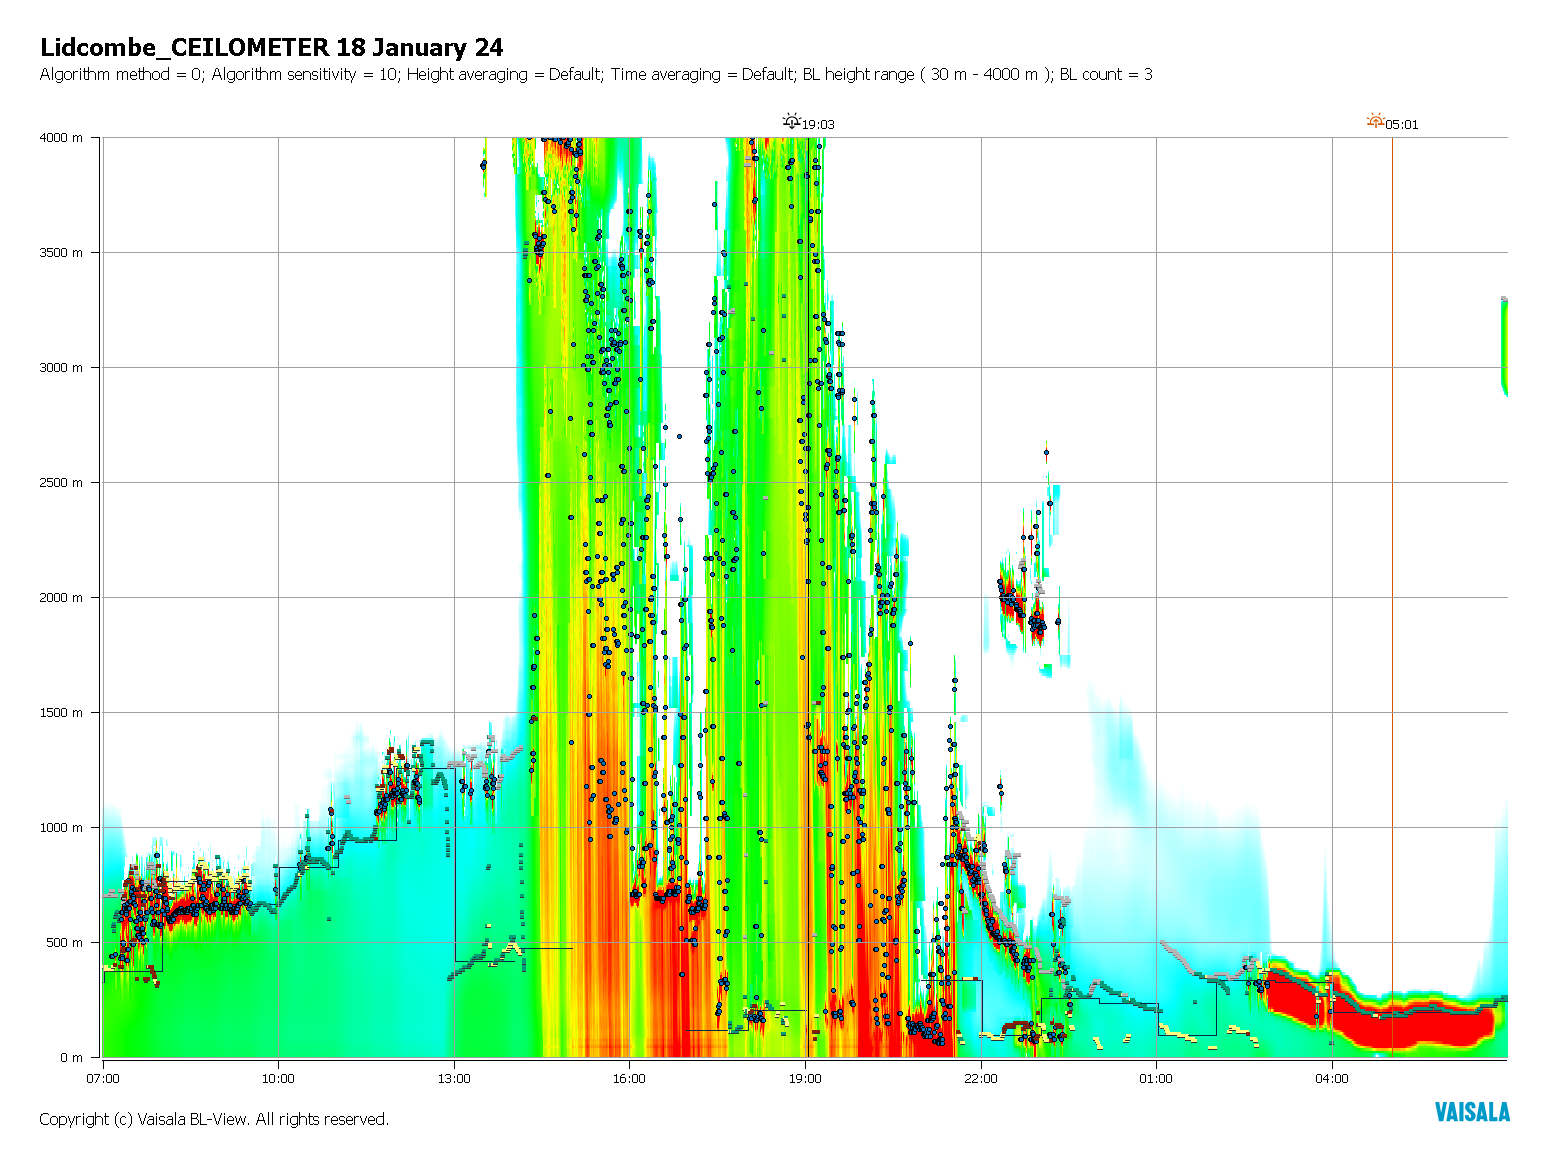 Lidcombe_CEILOMETER 18 January 24
Algorithm method = 0; Algorithm sensitivity = 10; Height averaging = Default; Time averaging = Default; BL height range ( 30 m - 4000 m ); BL count = 3
19:03
05:01
4000 m
3500 m
3000 m
2500 m
2000 m
1500 m
1000 m
500 m
0 m
07:00
10:00
13:00
16:00
19:00
22:00
01:00
04:00
Copyright (c) Vaisala BL-View. All rights reserved.
VAISALA